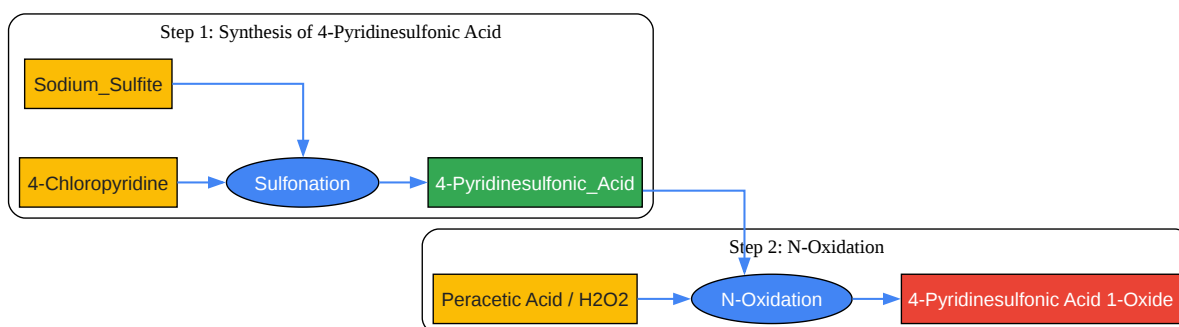 Step 1: Synthesis of 4-Pyridinesulfonic Acid
Sodium_Sulfite
4-Chloropyridine
Sulfonation
4-Pyridinesulfonic_Acid
Step 2: N-Oxidation
Peracetic Acid / H2O2
N-Oxidation
4-Pyridinesulfonic Acid 1-Oxide